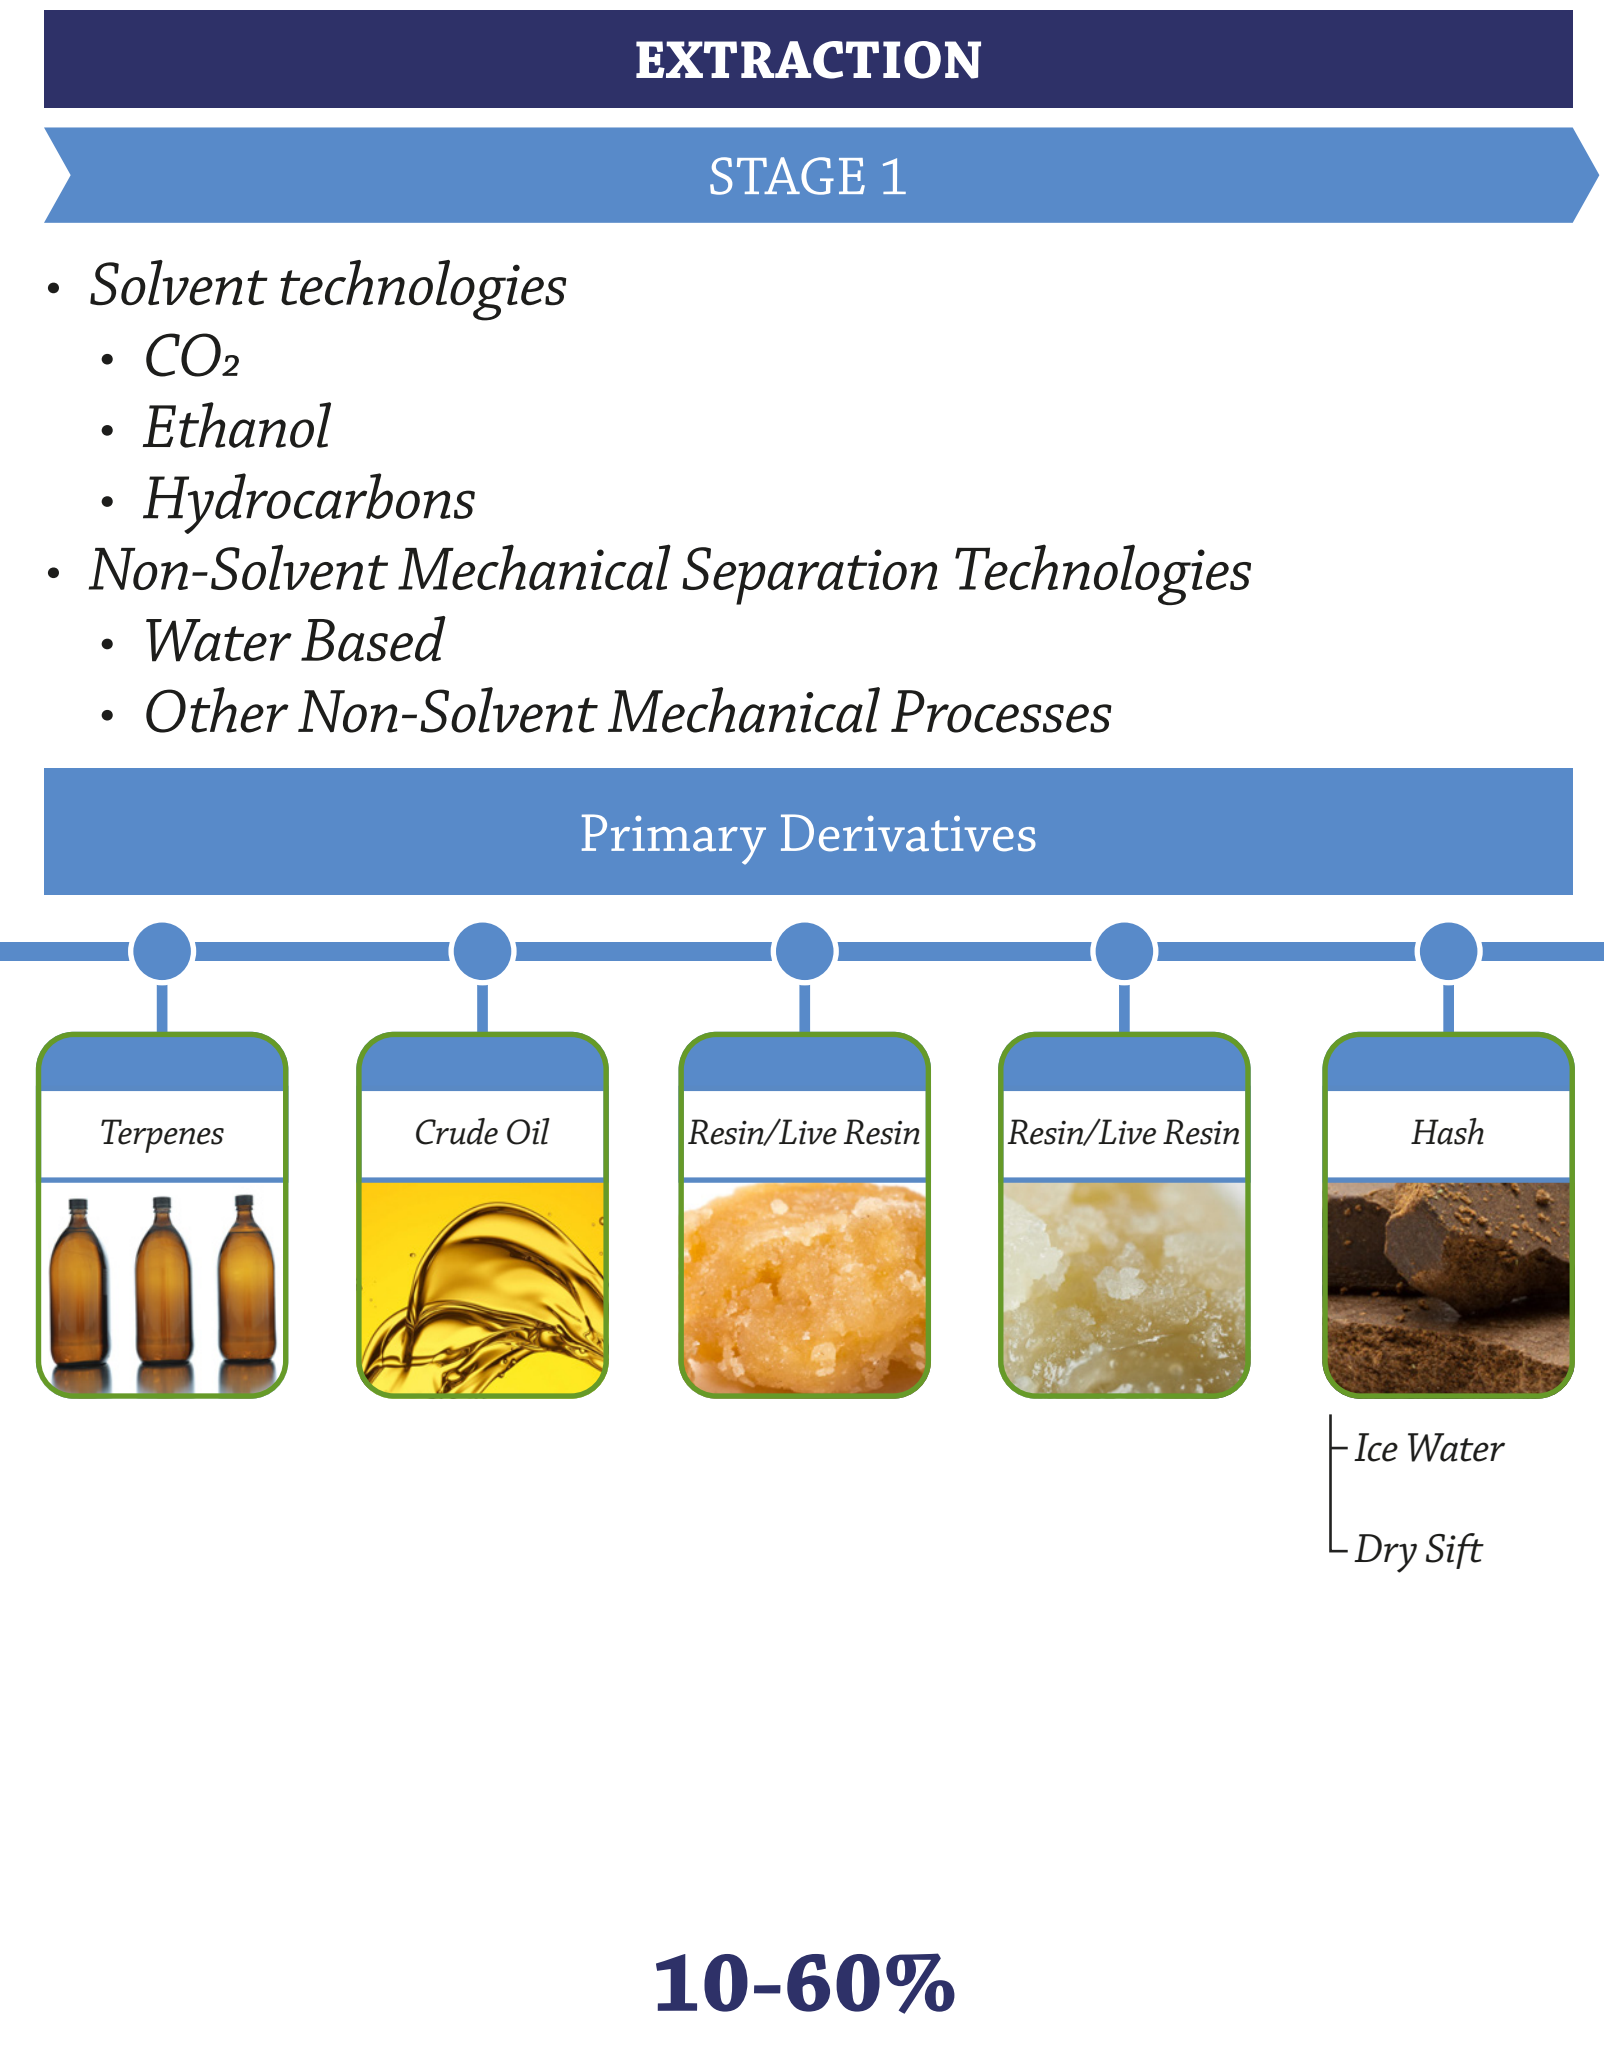 EXTRACTION
STAGE 1
• Solvent technologies
• CO₂
• Ethanol
• Hydrocarbons
• Non-Solvent Mechanical Separation Technologies
• Water Based
• Other Non-Solvent Mechanical Processes
Primary Derivatives
Terpenes
Crude Oil
Resin/Live Resin
Resin/Live Resin
Hash
Ice Water
Dry Sift
10-60%